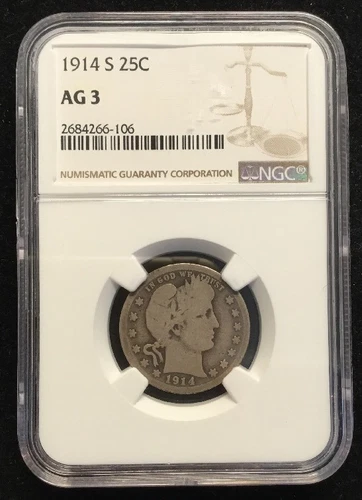 1914 S 25C
AG 3
2684266-106
NUMISMATIC GUARANTY CORPORATION
NGC®
IN GOD WE TRUST
1914